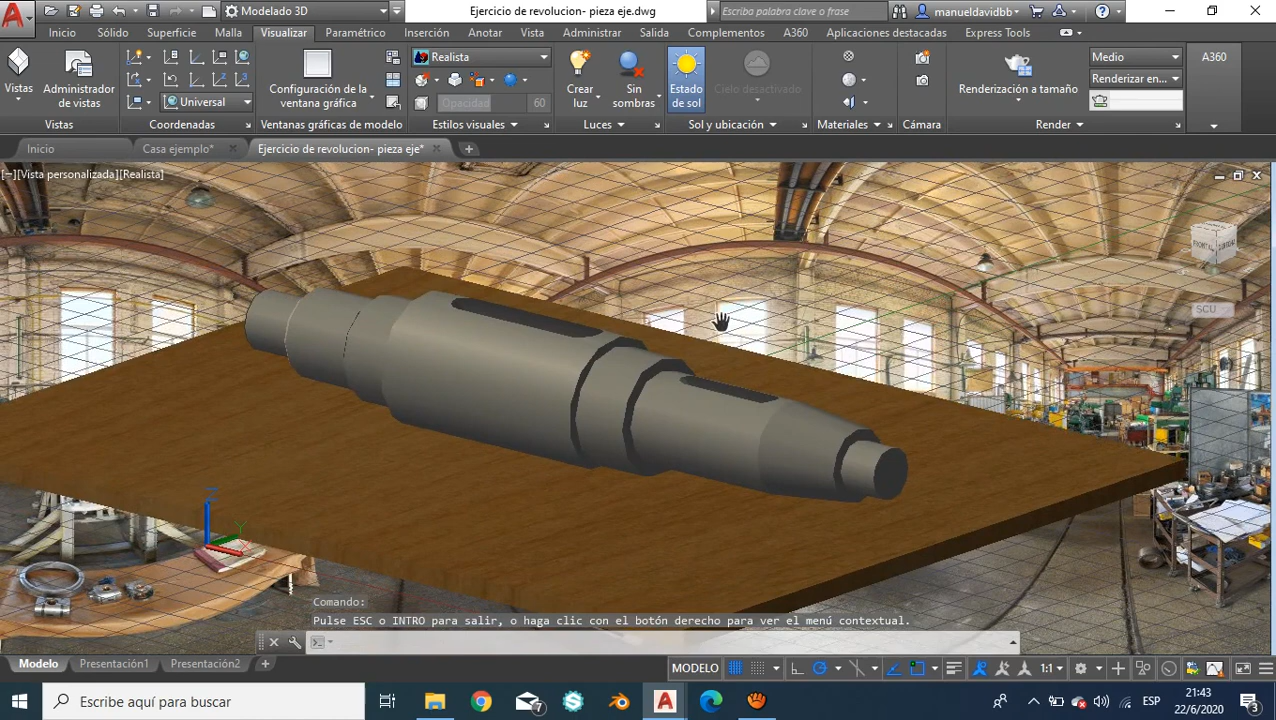 Modelado 3D
Ejercicio de revolucion- pieza eje.dwg
Escriba palabra clave o frase
manueldavidbb
Inicio Sólido Superficie Malla Visualizar Paramétrico Inserción Anotar Vista Administrar Salida Complementos A360 Aplicaciones destacadas Express Tools
Vistas
Administrador
de vistas
Universal
Configuración de la
ventana gráfica
Realista
Opacidad 60
Crear
luz
Sin
sombras
Estado
de sol
Cielo desactivado
Renderización a tamaño
Medio
Renderizar en...
A360
Vistas Coordenadas Ventanas gráficas de modelo Estilos visuales Luces Sol y ubicación Materiales Cámara Render
Inicio Casa ejemplo* Ejercicio de revolucion- pieza eje*
[−][Vista personalizada][Realista]
SCU
Z
Y
Comando:
Pulse ESC o INTRO para salir, o haga clic con el botón derecho para ver el menú contextual.
Modelo Presentación1 Presentación2
MODELO
1:1
Escribe aquí para buscar
7
ESP
21:43
22/6/2020
3